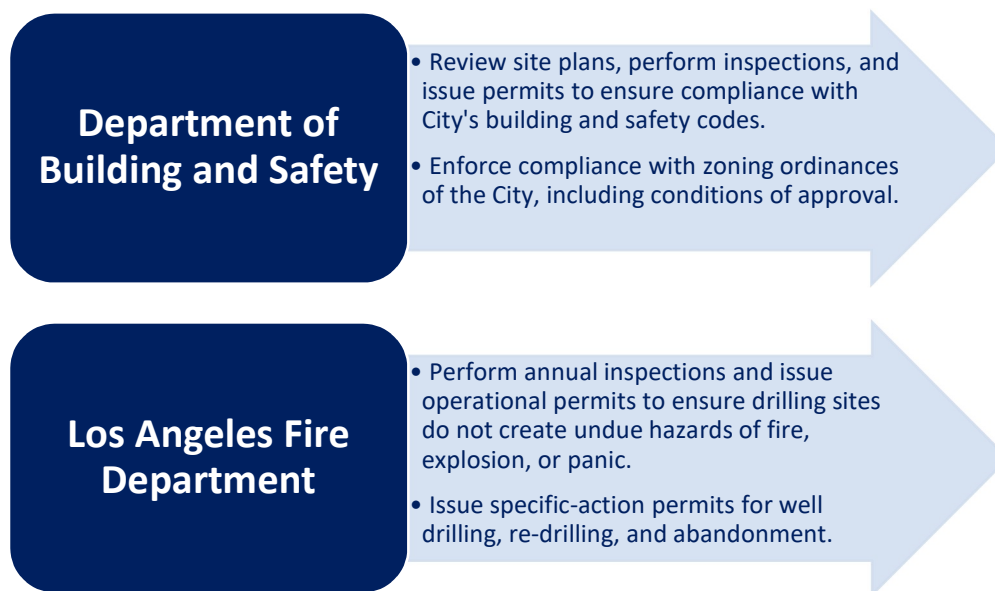 Department of
Building and Safety
• Review site plans, perform inspections, and
issue permits to ensure compliance with
City's building and safety codes.
• Enforce compliance with zoning ordinances
of the City, including conditions of approval.
Los Angeles Fire
Department
• Perform annual inspections and issue
operational permits to ensure drilling sites
do not create undue hazards of fire,
explosion, or panic.
• Issue specific-action permits for well
drilling, re-drilling, and abandonment.